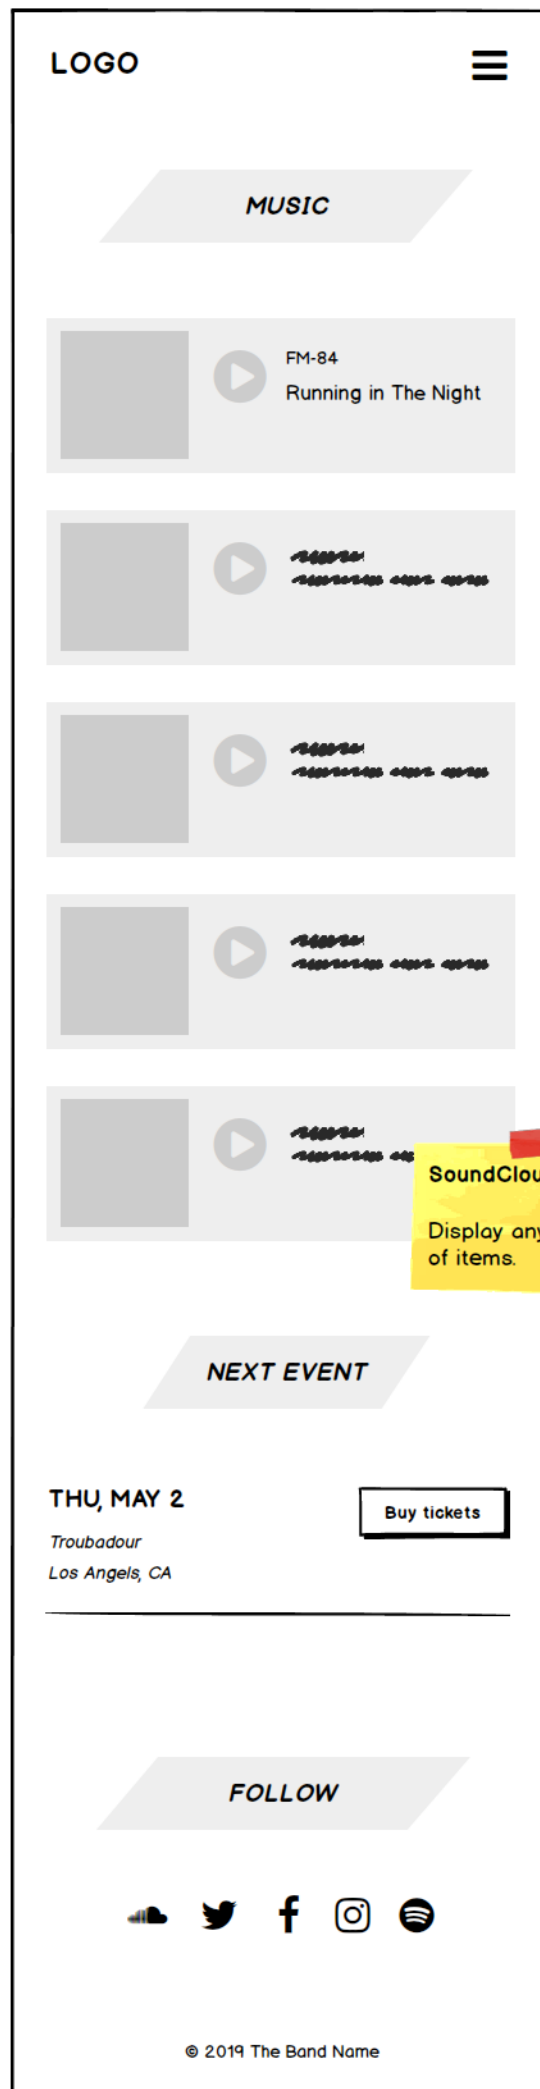 LOGO
MUSIC
FM-84
Running in The Night
SoundClou
Display any
of items.
NEXT EVENT
THU, MAY 2
Buy tickets
Troubadour
Los Angels, CA
FOLLOW
© 2019 The Band Name